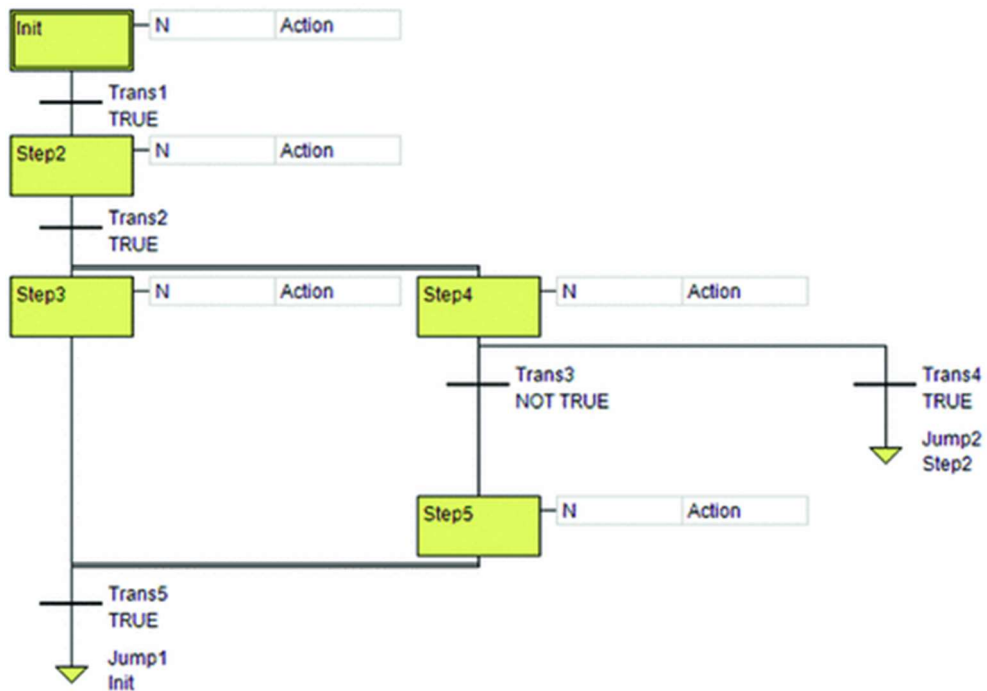 Init
N Action
Trans1
TRUE
Step2
N Action
Trans2
TRUE
Step3
N Action
Step4
N Action
Trans3
NOT TRUE
Trans4
TRUE
Jump2
Step2
Step5
N Action
Trans5
TRUE
Jump1
Init